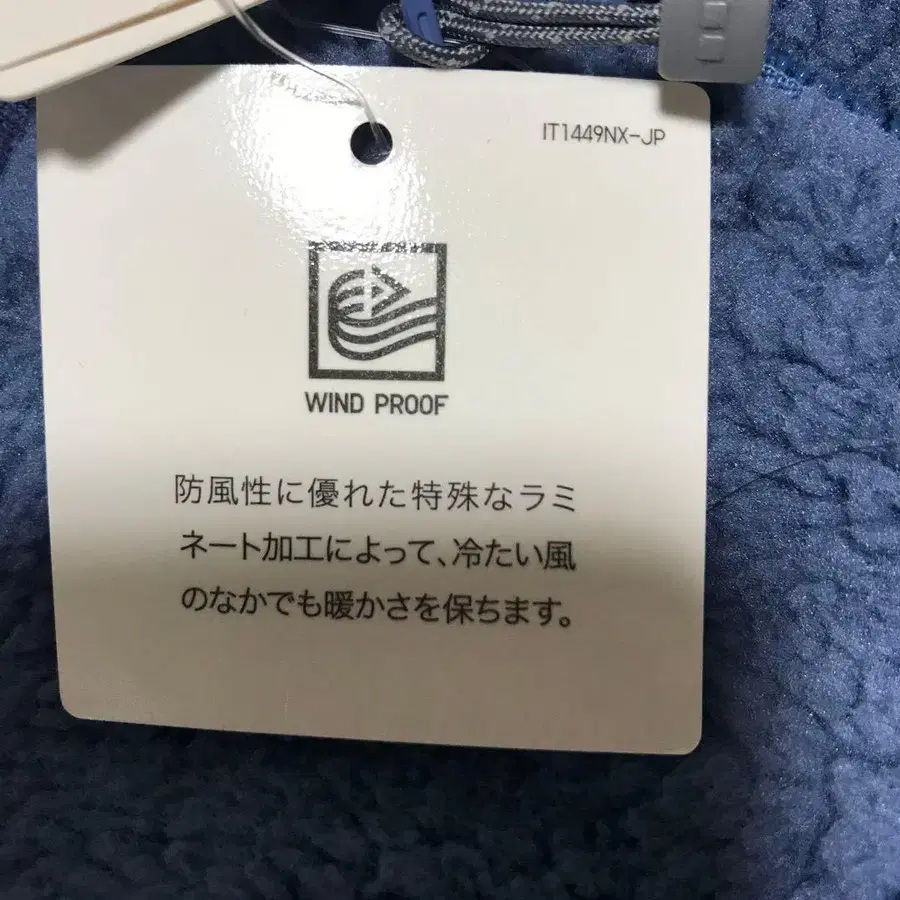 IT1449NX-JP
WIND PROOF
防風性に優れた特殊なラミ
ネート加工によって、冷たい風
のなかでも暖かさを保ちます。